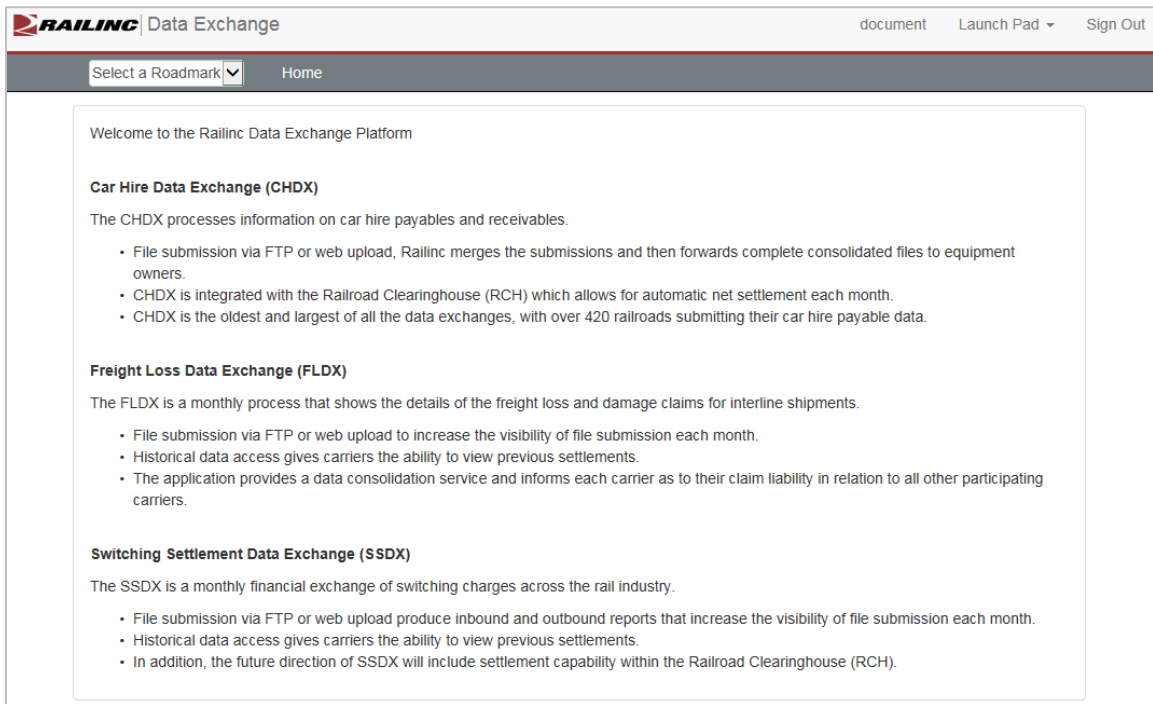 RAILINC Data Exchange document Launch Pad Sign Out
Select a Roadmark Home
Welcome to the Railinc Data Exchange Platform
Car Hire Data Exchange (CHDX)
The CHDX processes information on car hire payables and receivables.
• File submission via FTP or web upload, Railinc merges the submissions and then forwards complete consolidated files to equipment
owners.
• CHDX is integrated with the Railroad Clearinghouse (RCH) which allows for automatic net settlement each month.
• CHDX is the oldest and largest of all the data exchanges, with over 420 railroads submitting their car hire payable data.
Freight Loss Data Exchange (FLDX)
The FLDX is a monthly process that shows the details of the freight loss and damage claims for interline shipments.
• File submission via FTP or web upload to increase the visibility of file submission each month.
• Historical data access gives carriers the ability to view previous settlements.
• The application provides a data consolidation service and informs each carrier as to their claim liability in relation to all other participating
carriers.
Switching Settlement Data Exchange (SSDX)
The SSDX is a monthly financial exchange of switching charges across the rail industry.
• File submission via FTP or web upload produce inbound and outbound reports that increase the visibility of file submission each month.
• Historical data access gives carriers the ability to view previous settlements.
• In addition, the future direction of SSDX will include settlement capability within the Railroad Clearinghouse (RCH).